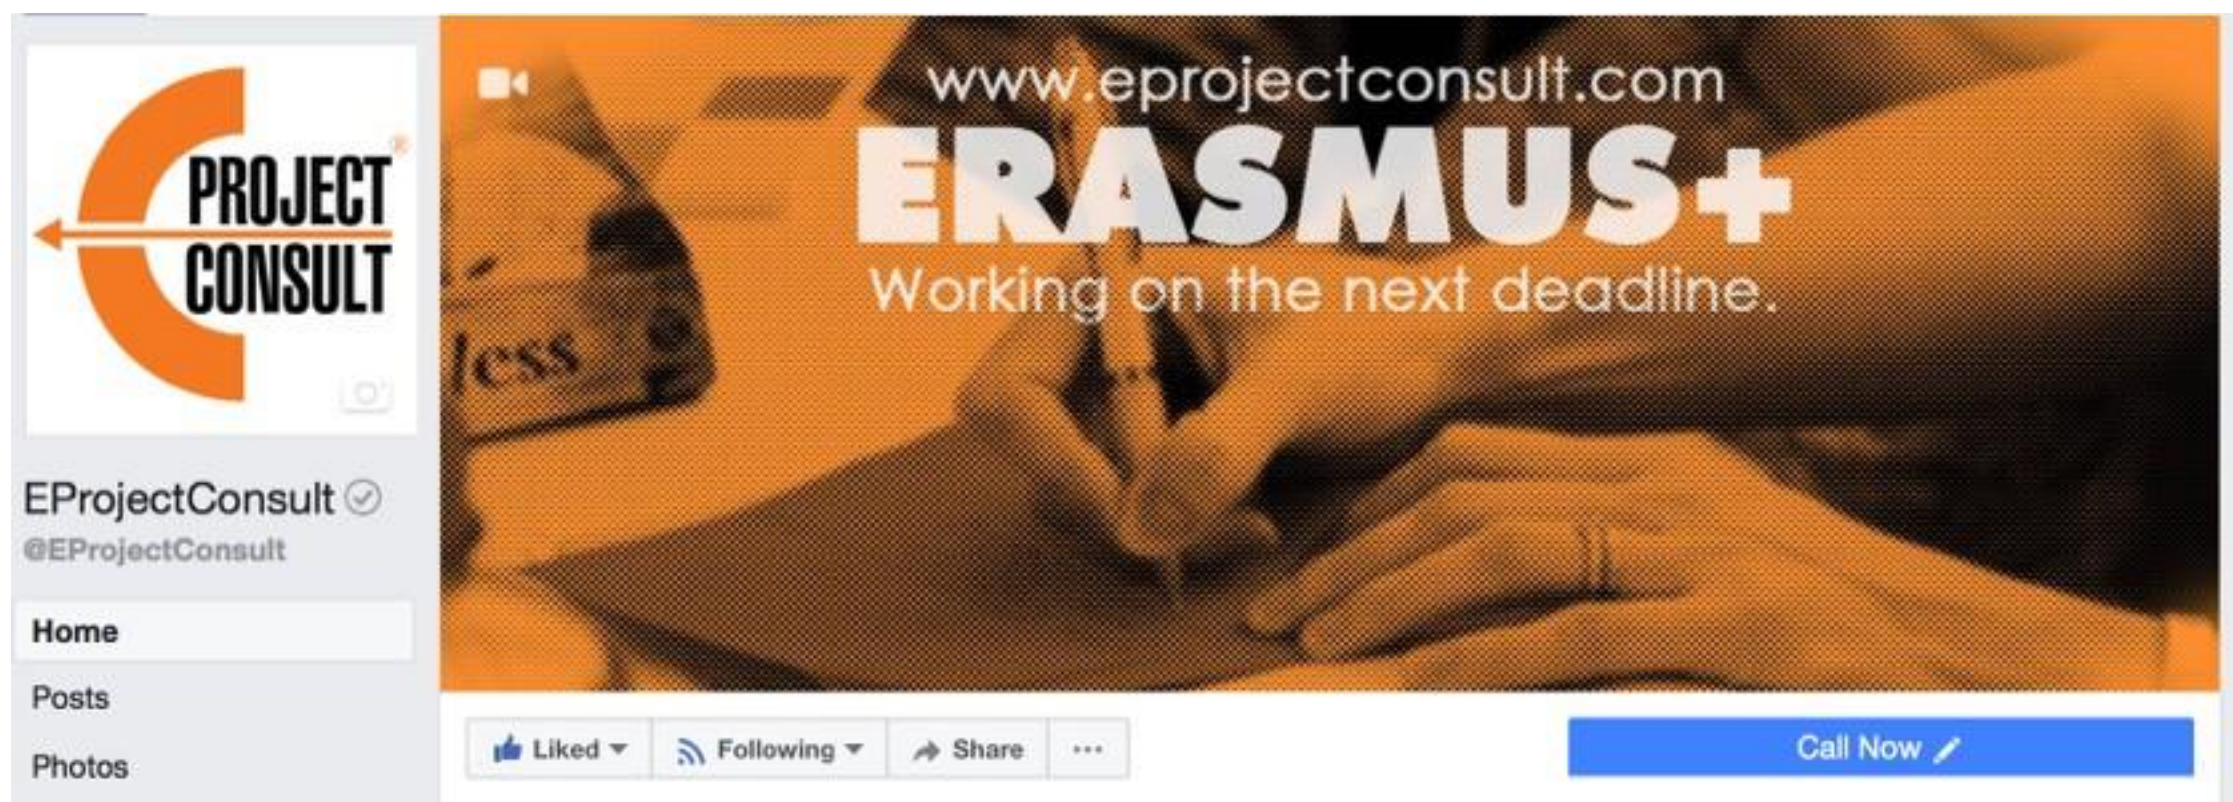 PROJECT
CONSULT
®
EProjectConsult
@EProjectConsult
Home
Posts
Photos
www.eprojectconsult.com
ERASMUS+
Working on the next deadline.
less
Liked
Following
Share
...
Call Now